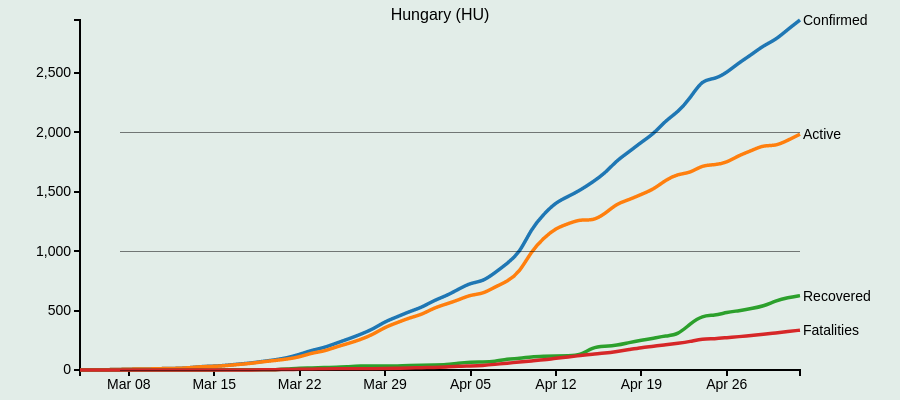 Hungary (HU)
Confirmed
2,500
2,000
Active
1,500
1,000
500
Recovered
Fatalities
0
Mar 08 Mar 15 Mar 22 Mar 29 Apr 05 Apr 12 Apr 19 Apr 26